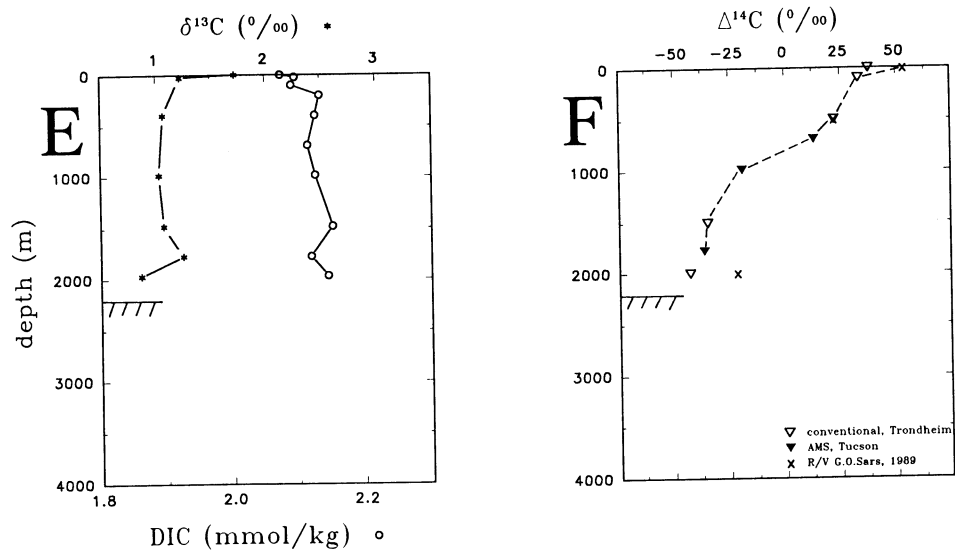 δ¹³C (⁰/₀₀) *
1 2 3
0
E
1000
2000
3000
4000
depth (m)
1.8 2.0 2.2
DIC (mmol/kg) o
Δ¹⁴C (⁰/₀₀)
-50 -25 0 25 50
0
F
1000
2000
3000
4000
conventional, Trondheim
AMS, Tucson
R/V G.O.Sars, 1989